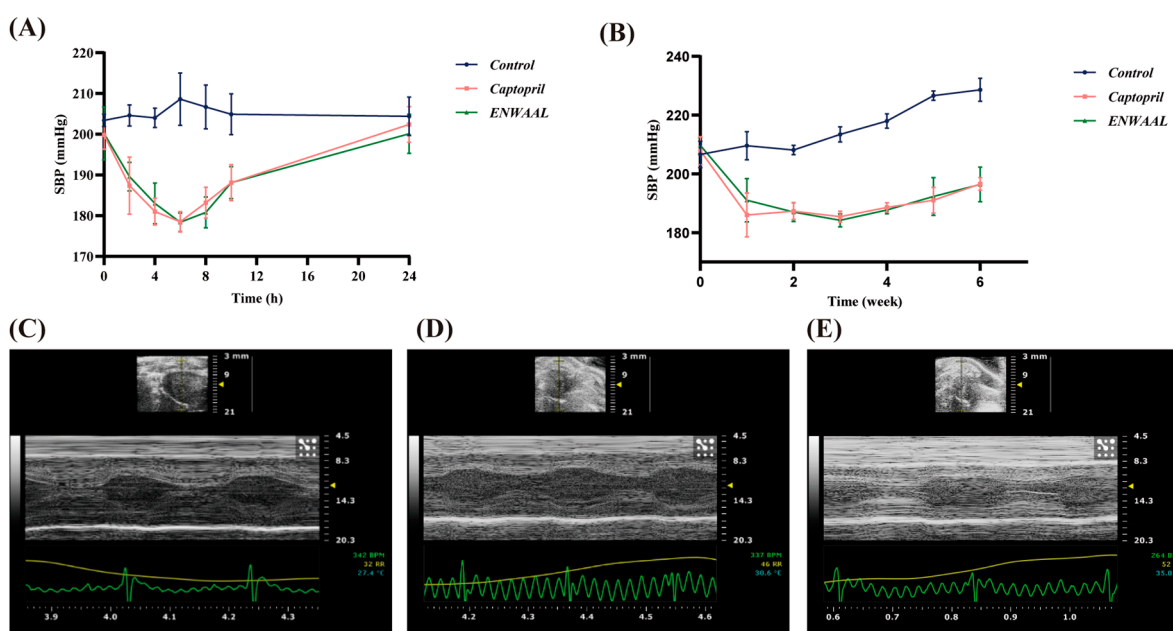 (A)
220
210
200
190
180
170
SBP (mmHg)
0 4 8 12 16 20 24
Time (h)
Control
Captopril
ENWAAL
(B)
240
220
200
180
SBP (mmHg)
0 2 4 6
Time (week)
Control
Captopril
ENWAAL
(C)
3 mm
9
21
4.5
8.3
14.3
20.3
342 BPM
32 RR
27.4 °C
3.9 4.0 4.1 4.2 4.3
(D)
3 mm
9
21
4.5
8.3
14.3
20.3
337 BPM
46 RR
30.6 °C
4.2 4.3 4.4 4.5 4.6
(E)
3 mm
9
21
4.5
8.3
14.3
20.3
264 B
52
35.0
0.6 0.7 0.8 0.9 1.0